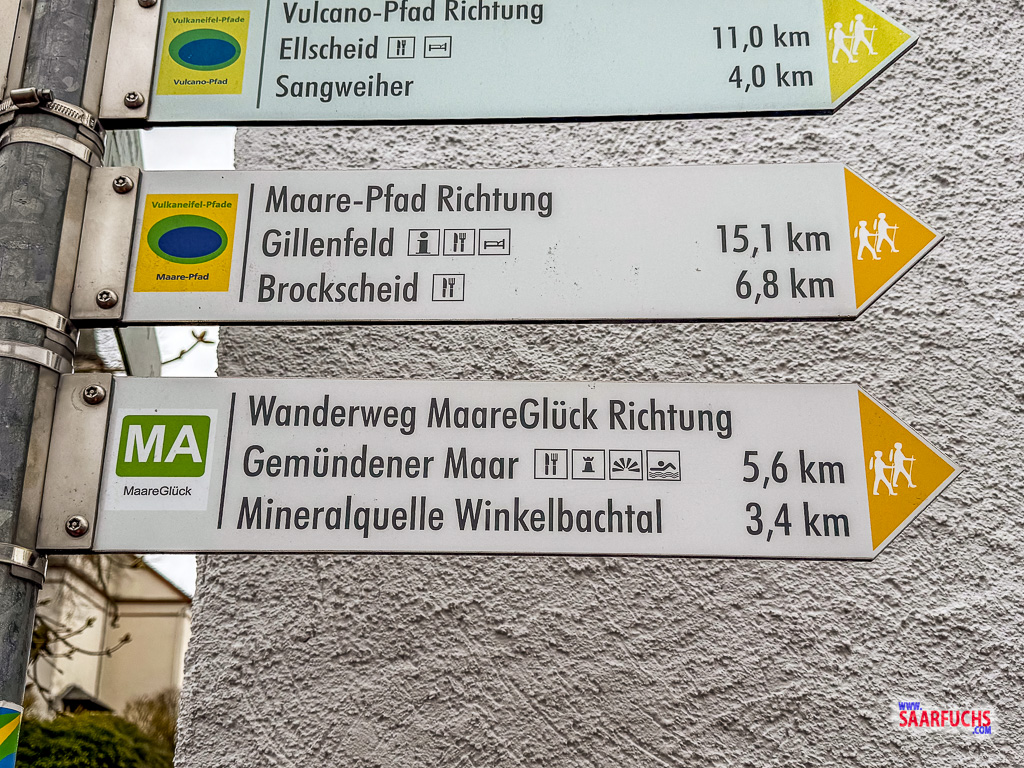 Vulkaneifel-Pfade
Vulcano-Pfad
Vulcano-Pfad Richtung
Ellscheid 11,0 km
Sangweiher 4,0 km
Vulkaneifel-Pfade
Maare-Pfad
Maare-Pfad Richtung
Gillenfeld 15,1 km
Brockscheid 6,8 km
MA
MaareGlück
Wanderweg MaareGlück Richtung
Gemündener Maar 5,6 km
Mineralquelle Winkelbachtal 3,4 km
WWW.
SAARFUCHS
.COM